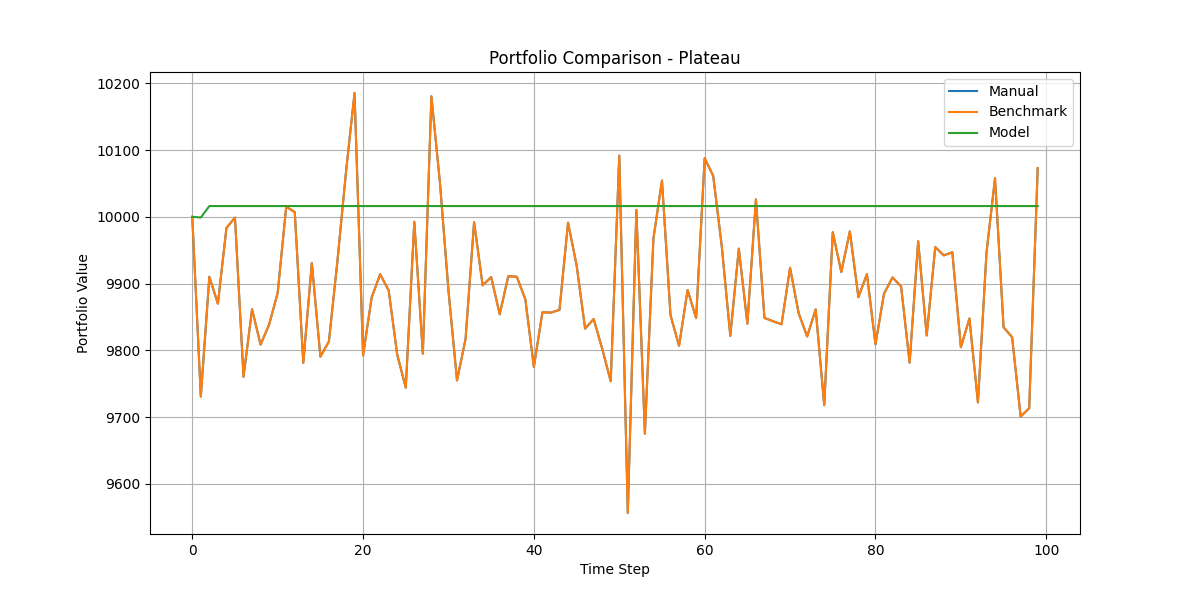 Portfolio Comparison - Plateau
Manual
Benchmark
Model
Portfolio Value
10200
10100
10000
9900
9800
9700
9600
0
20
40
60
80
100
Time Step